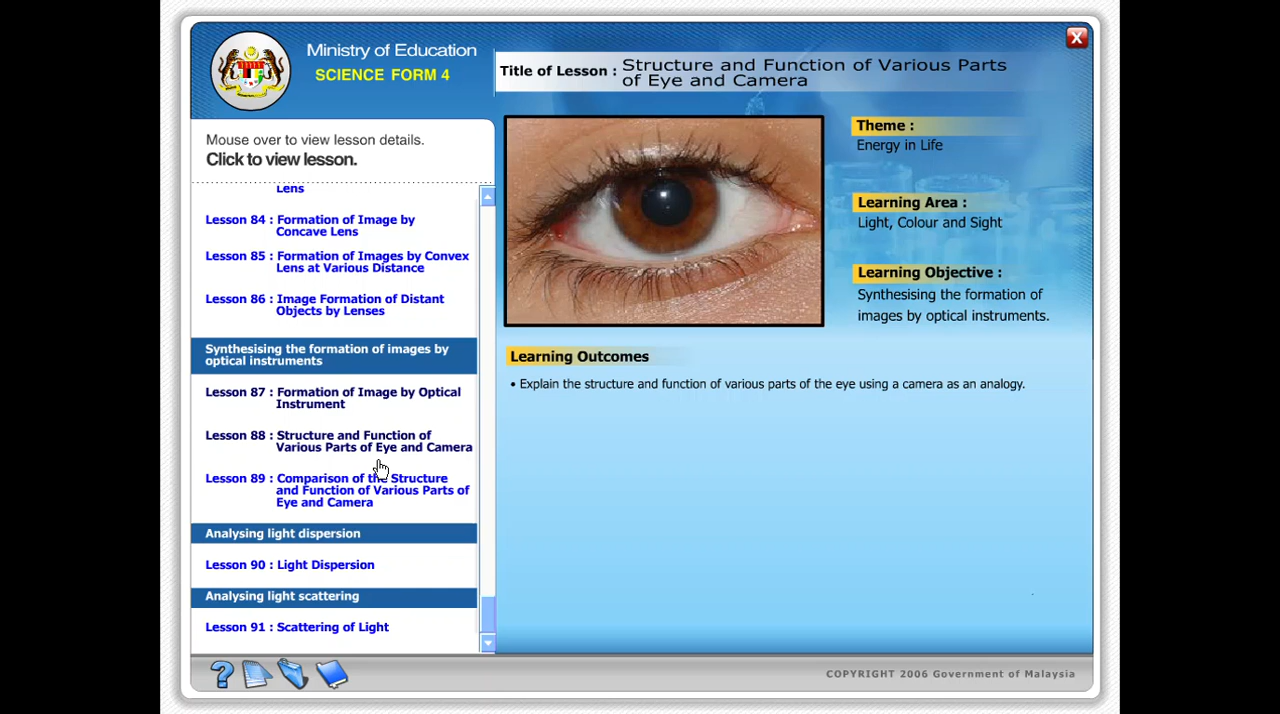 Ministry of Education
SCIENCE FORM 4
Mouse over to view lesson details.
Click to view lesson.
Lens
Lesson 84 : Formation of Image by
Concave Lens
Lesson 85 : Formation of Images by Convex
Lens at Various Distance
Lesson 86 : Image Formation of Distant
Objects by Lenses
Synthesising the formation of images by
optical instruments
Lesson 87 : Formation of Image by Optical
Instrument
Lesson 88 : Structure and Function of
Various Parts of Eye and Camera
Lesson 89 : Comparison of the Structure
and Function of Various Parts of
Eye and Camera
Analysing light dispersion
Lesson 90 : Light Dispersion
Analysing light scattering
Lesson 91 : Scattering of Light
Title of Lesson : Structure and Function of Various Parts
of Eye and Camera
X
Theme :
Energy in Life
Learning Area :
Light, Colour and Sight
Learning Objective :
Synthesising the formation of
images by optical instruments.
Learning Outcomes
• Explain the structure and function of various parts of the eye using a camera as an analogy.
?
COPYRIGHT 2006 Government of Malaysia